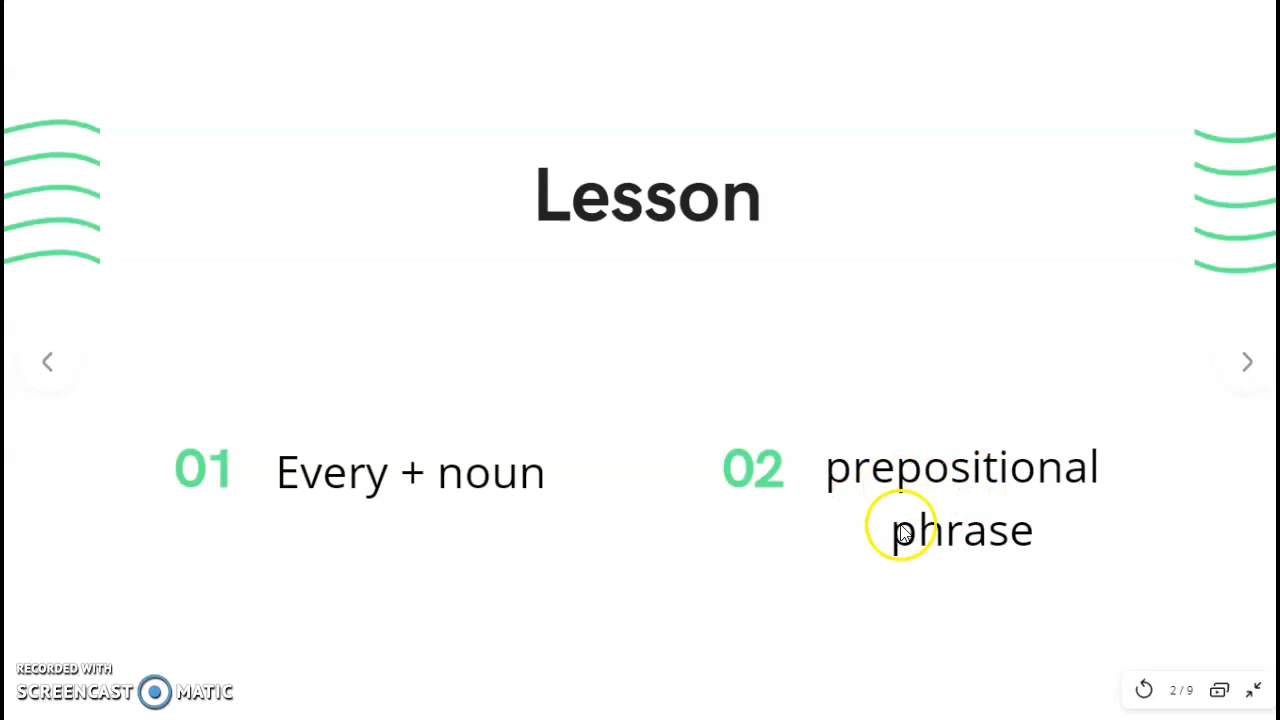 Lesson
01 Every + noun
02 prepositional
phrase
RECORDED WITH
SCREENCAST MATIC
2/9